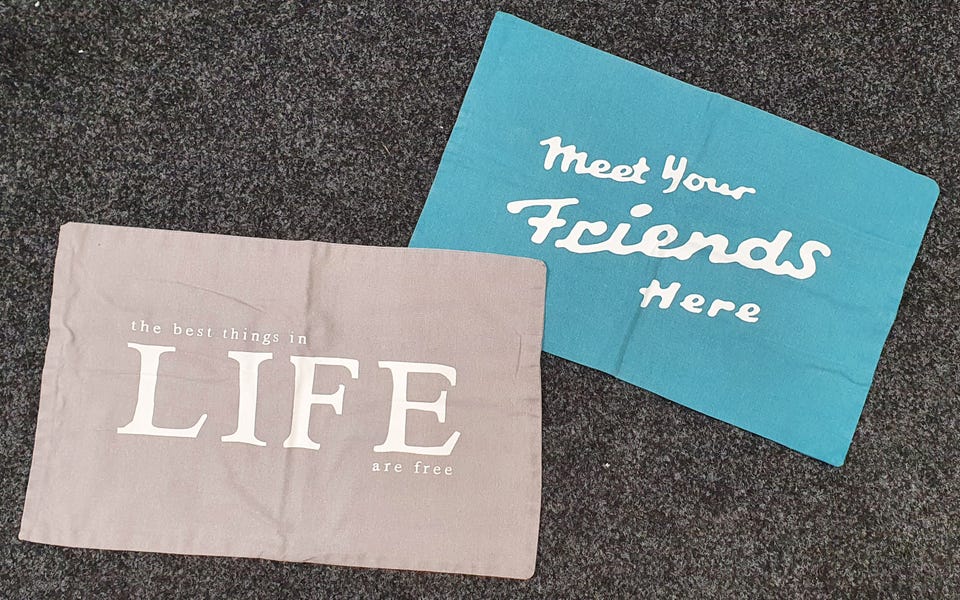 the best things in
LIFE
are free
Meet Your
Friends
Here